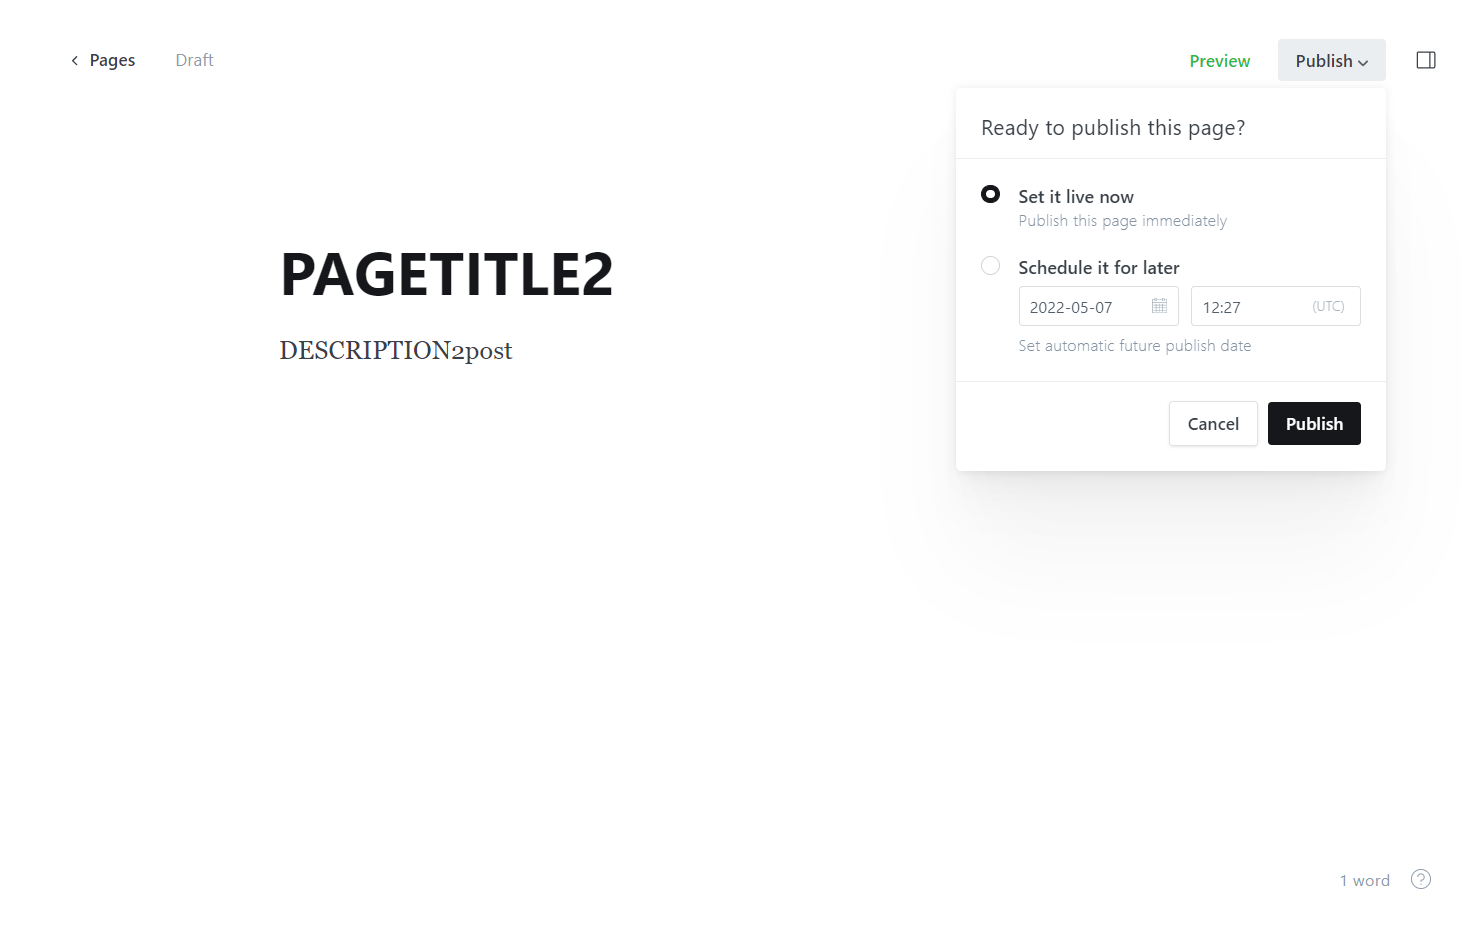 Pages Draft Preview Publish
Ready to publish this page?
Set it live now
Publish this page immediately
PAGETITLE2
Schedule it for later
2022-05-07 12:27 (UTC)
DESCRIPTION2post
Set automatic future publish date
Cancel Publish
1 word ?